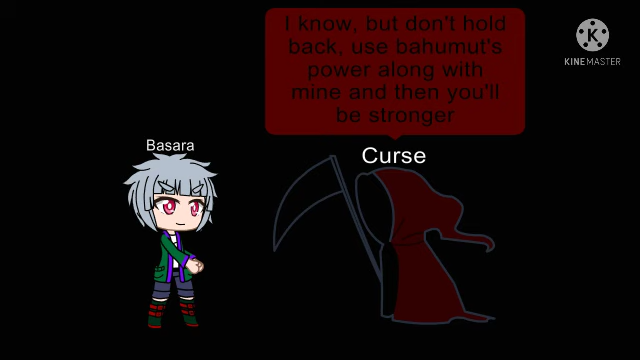 I know, but don't hold
back, use bahumut's
power along with
mine and then you'll
be stronger
K
KINEMASTER
Basara
Curse